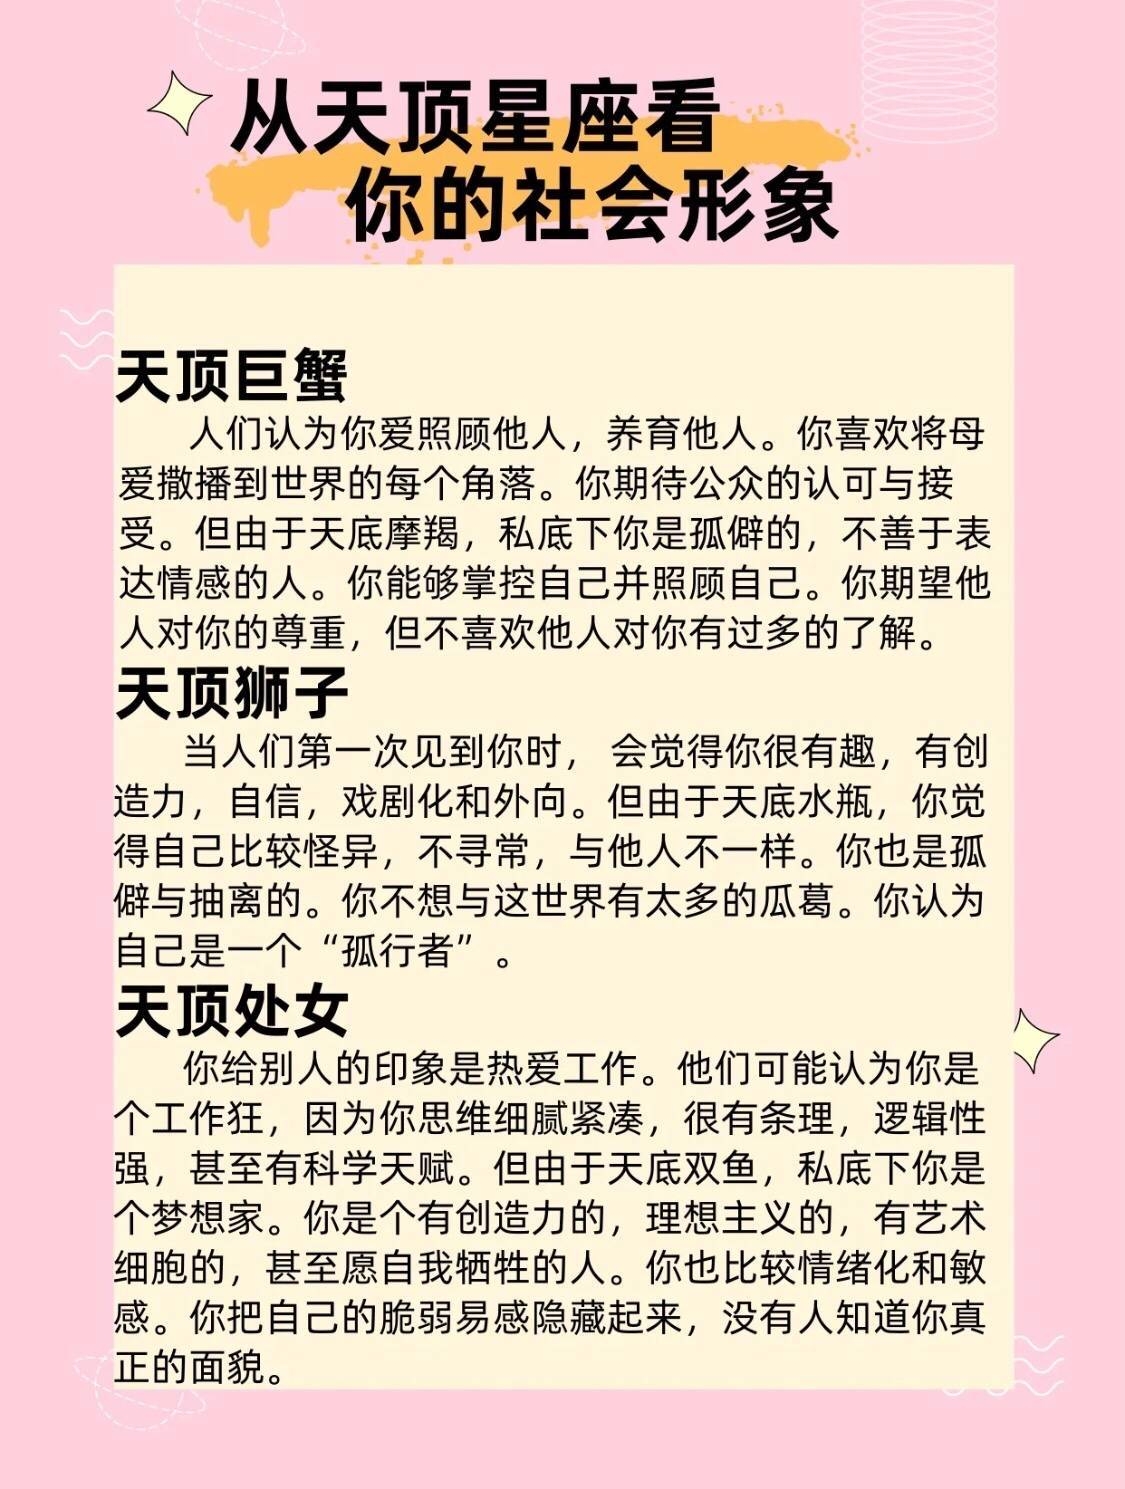 从天顶星座看
你的社会形象
天顶巨蟹
人们认为你爱照顾他人，养育他人。你喜欢将母
爱撒播到世界的每个角落。你期待公众的认可与接
受。但由于天底摩羯，私底下你是孤僻的，不善于表
达情感的人。你能够掌控自己并照顾自己。你期望他
人对你的尊重，但不喜欢他人对你有过多的了解。
天顶狮子
当人们第一次见到你时， 会觉得你很有趣，有创
造力，自信，戏剧化和外向。但由于天底水瓶，你觉
得自己比较怪异，不寻常，与他人不一样。你也是孤
僻与抽离的。你不想与这世界有太多的瓜葛。你认为
自己是一个“孤行者”。
天顶处女
你给别人的印象是热爱工作。他们可能认为你是
个工作狂，因为你思维细腻紧凑，很有条理，逻辑性
强，甚至有科学天赋。但由于天底双鱼，私底下你是
个梦想家。你是个有创造力的，理想主义的，有艺术
细胞的，甚至愿自我牺牲的人。你也比较情绪化和敏
感。你把自己的脆弱易感隐藏起来，没有人知道你真
正的面貌。